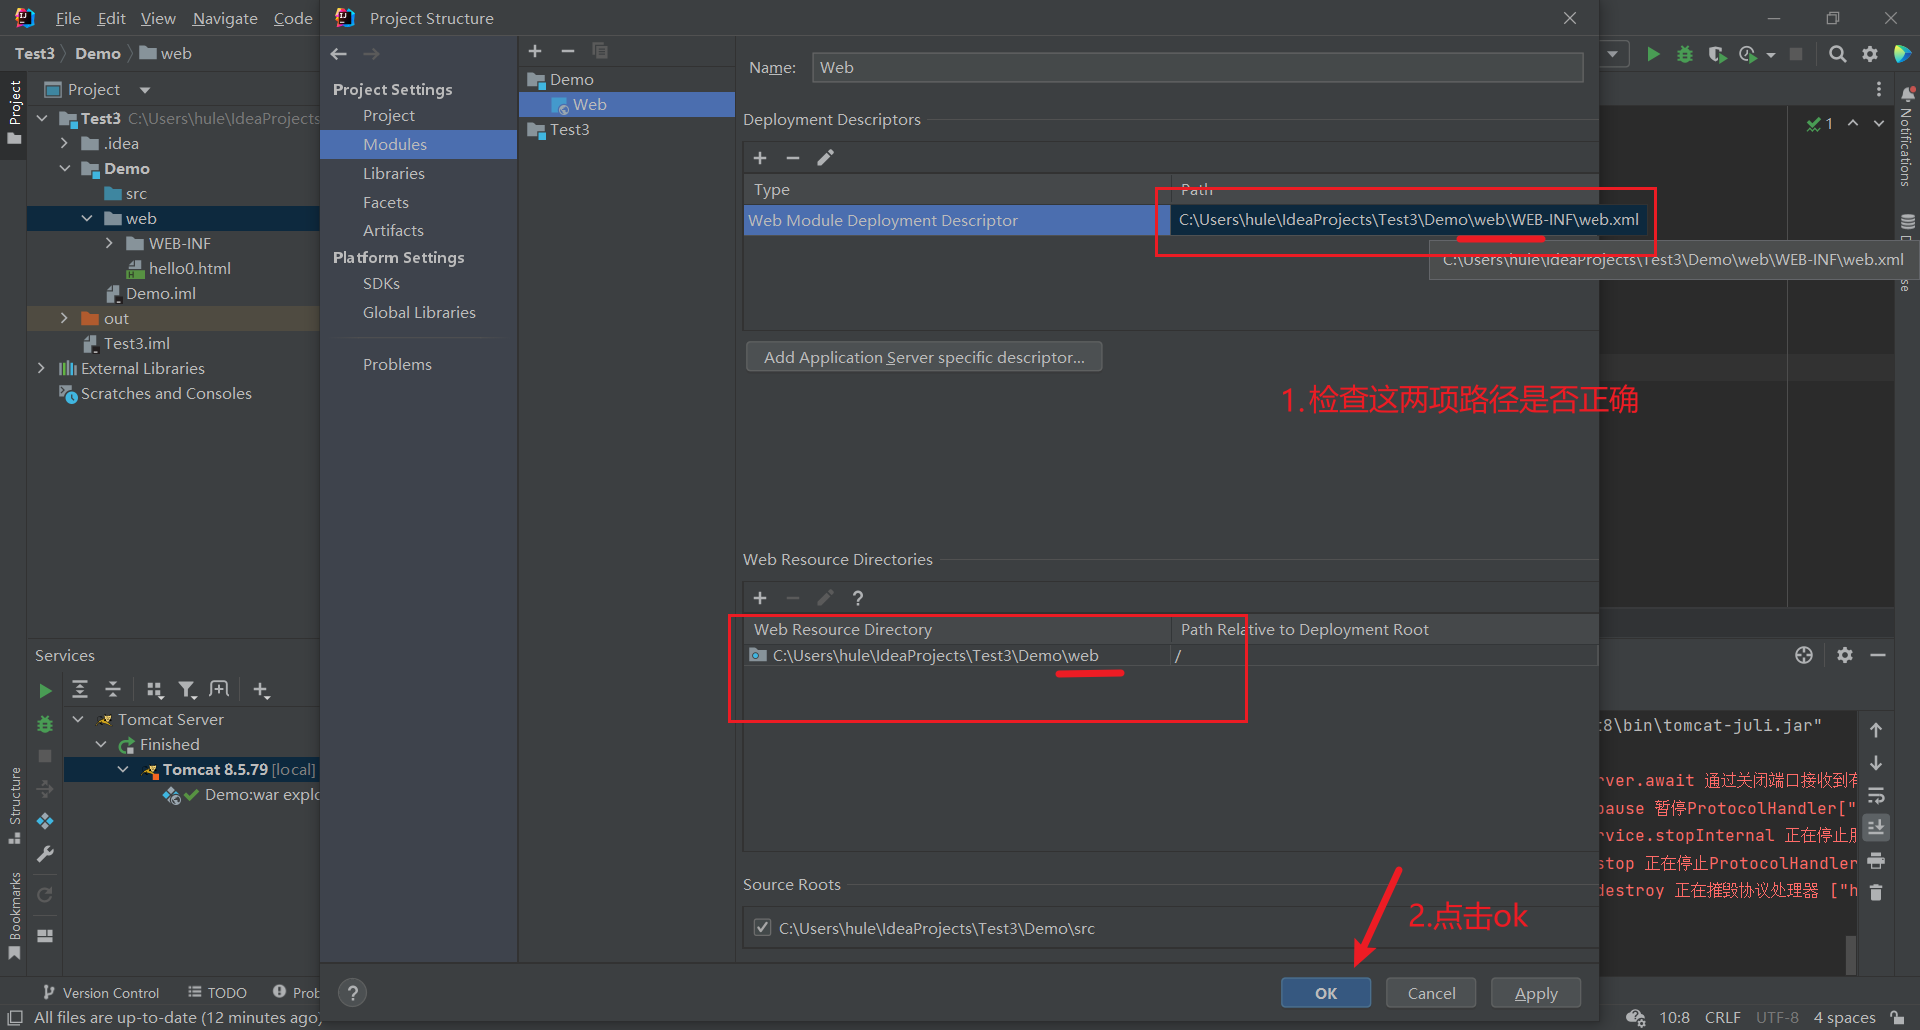 File Edit View Navigate Code
Project Structure
Test3 Demo web
Project
Test3 C:\Users\hule\IdeaProjects
.idea
Demo
src
web
WEB-INF
hello0.html
Demo.iml
out
Test3.iml
External Libraries
Scratches and Consoles
Project
Structure
Bookmarks
Project Settings
Project
Modules
Libraries
Facets
Artifacts
Platform Settings
SDKs
Global Libraries
Problems
Demo
Web
Test3
Name: Web
Deployment Descriptors
Type Path
Web Module Deployment Descriptor C:\Users\hule\IdeaProjects\Test3\Demo\web\WEB-INF\web.xml
C:\Users\hule\IdeaProjects\Test3\Demo\web\WEB-INF\web.xml
Add Application Server specific descriptor...
1.检查这两项路径是否正确
Web Resource Directories
Web Resource Directory Path Relative to Deployment Root
C:\Users\hule\IdeaProjects\Test3\Demo\web /
Source Roots
C:\Users\hule\IdeaProjects\Test3\Demo\src
2.点击ok
? OK Cancel Apply
1
Notifications
Services
Tomcat Server
Finished
Tomcat 8.5.79 [local]
Demo:war explo
t8\bin\tomcat-juli.jar"
rver.await 通过关闭端口接收到有
pause 暂停ProtocolHandler["
rvice.stopInternal 正在停止服
stop 正在停止ProtocolHandler
destroy 正在摧毁协议处理器 ["h
Version Control TODO Prob
All files are up-to-date (12 minutes ago)
10:8 CRLF UTF-8 4 spaces